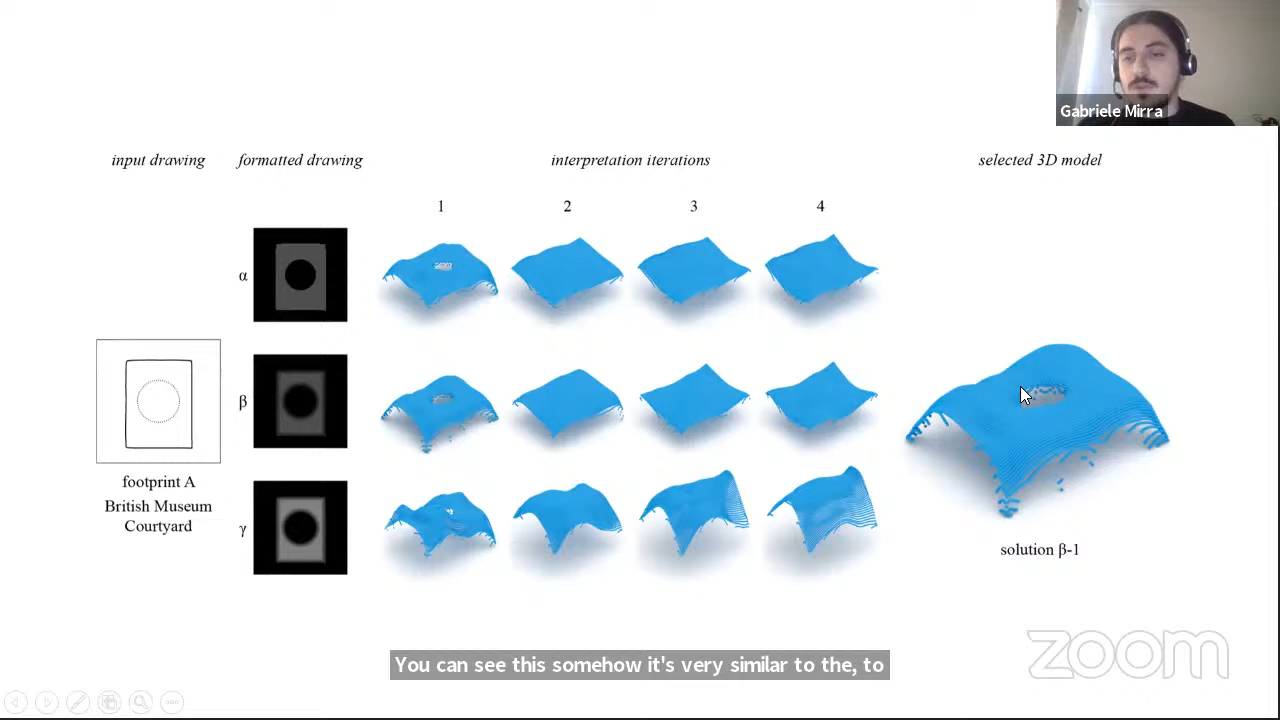 Gabriele Mirra
input drawing
formatted drawing
interpretation iterations
selected 3D model
1
2
3
4
α
β
γ
footprint A
British Museum
Courtyard
solution β-1
You can see this somehow it's very similar to the, to
zoom